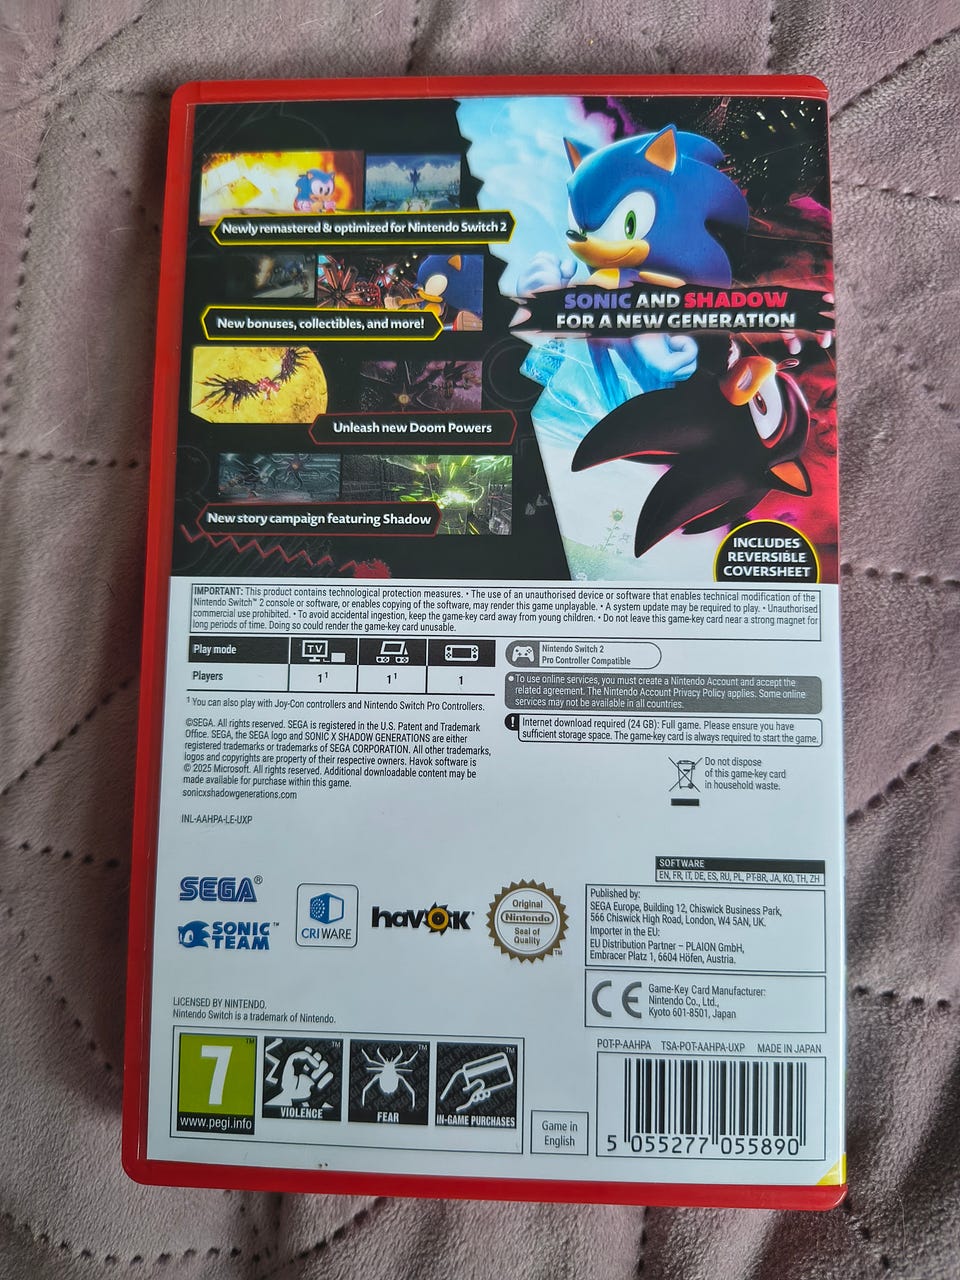 Newly remastered & optimized for Nintendo Switch 2
New bonuses, collectibles, and more!
Unleash new Doom Powers
New story campaign featuring Shadow
SONIC AND SHADOW
FOR A NEW GENERATION
INCLUDES
REVERSIBLE
COVERSHEET
IMPORTANT: This product contains technological protection measures. • The use of an unauthorised device or software that enables technical modification of the
Nintendo Switch™ 2 console or software, or enables copying of the software, may render this game unplayable. • A system update may be required to play. • Unauthorised
commercial use prohibited. • To avoid accidental ingestion, keep the game-key card away from young children. • Do not leave this game-key card near a strong magnet for
long periods of time. Doing so could render the game-key card unusable.
Play mode TV
Players 1¹ 1¹ 1
¹ You can also play with Joy-Con controllers and Nintendo Switch Pro Controllers.
Nintendo Switch 2
Pro Controller Compatible
• To use online services, you must create a Nintendo Account and accept the
related agreement. The Nintendo Account Privacy Policy applies. Some online
services may not be available in all countries.
! Internet download required (24 GB): Full game. Please ensure you have
sufficient storage space. The game-key card is always required to start the game.
©SEGA. All rights reserved. SEGA is registered in the U.S. Patent and Trademark
Office. SEGA, the SEGA logo and SONIC X SHADOW GENERATIONS are either
registered trademarks or trademarks of SEGA CORPORATION. All other trademarks,
logos and copyrights are property of their respective owners. Havok software is
© 2025 Microsoft. All rights reserved. Additional downloadable content may be
made available for purchase within this game.
sonicxshadowgenerations.com
Do not dispose
of this game-key card
in household waste.
INL-AAHPA-LE-UXP
SEGA®
SONIC
TEAM™
CRIWARE
havok
Original
Nintendo
Seal of
Quality
TM
SOFTWARE
EN, FR, IT, DE, ES, RU, PL, PT-BR, JA, KO, TH, ZH
Published by:
SEGA Europe, Building 12, Chiswick Business Park,
566 Chiswick High Road, London, W4 5AN, UK.
Importer in the EU:
EU Distribution Partner – PLAION GmbH,
Embracer Platz 1, 6604 Höfen, Austria.
CE
Game-Key Card Manufacturer:
Nintendo Co., Ltd.,
Kyoto 601-8501, Japan
LICENSED BY NINTENDO.
Nintendo Switch is a trademark of Nintendo.
POT-P-AAHPA TSA-POT-AAHPA-UXP MADE IN JAPAN
7 TM
www.pegi.info
VIOLENCE TM
FEAR TM
IN-GAME PURCHASES TM
Game in
English
5 055277 055890